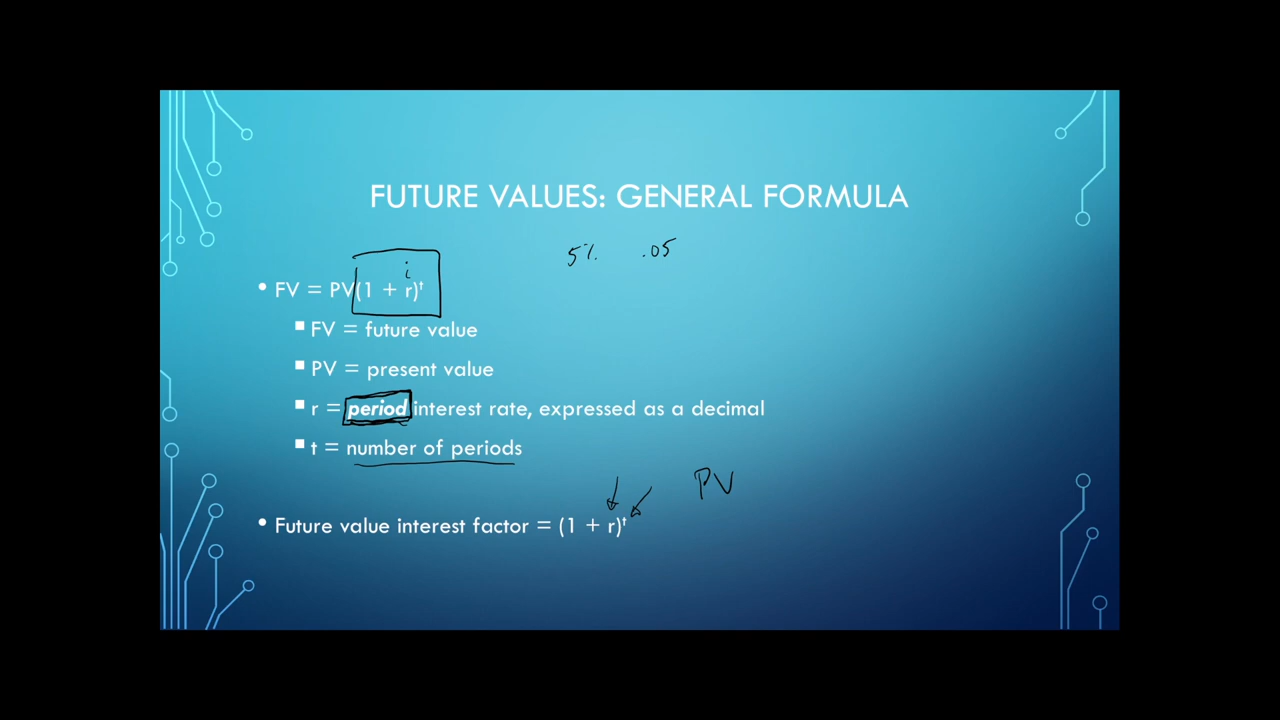 FUTURE VALUES: GENERAL FORMULA
5% .05
i
• FV = PV(1 + r)ᵗ
▪ FV = future value
▪ PV = present value
▪ r = period interest rate, expressed as a decimal
▪ t = number of periods
PV
• Future value interest factor = (1 + r)ᵗ